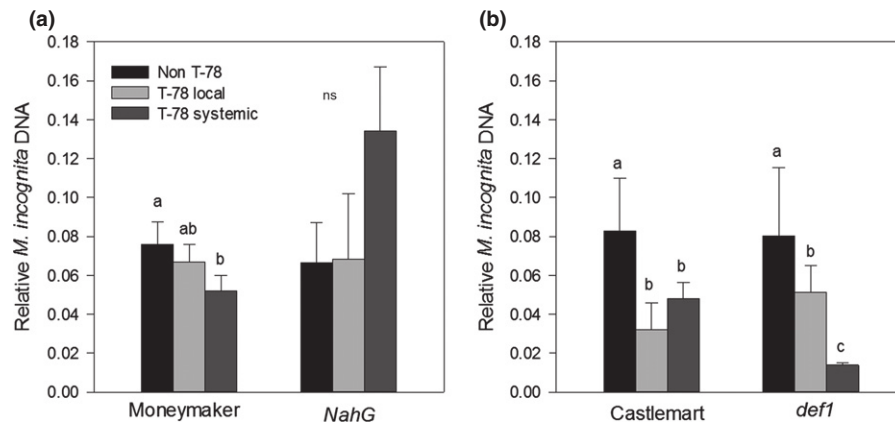 (a)
Relative M. incognita DNA
0.18
0.16
0.14
0.12
0.10
0.08
0.06
0.04
0.02
0.00
Non T-78
T-78 local
T-78 systemic
ns
a
ab
b
Moneymaker
NahG
(b)
Relative M. incognita DNA
0.18
0.16
0.14
0.12
0.10
0.08
0.06
0.04
0.02
0.00
a
b
b
a
b
c
Castlemart
def1